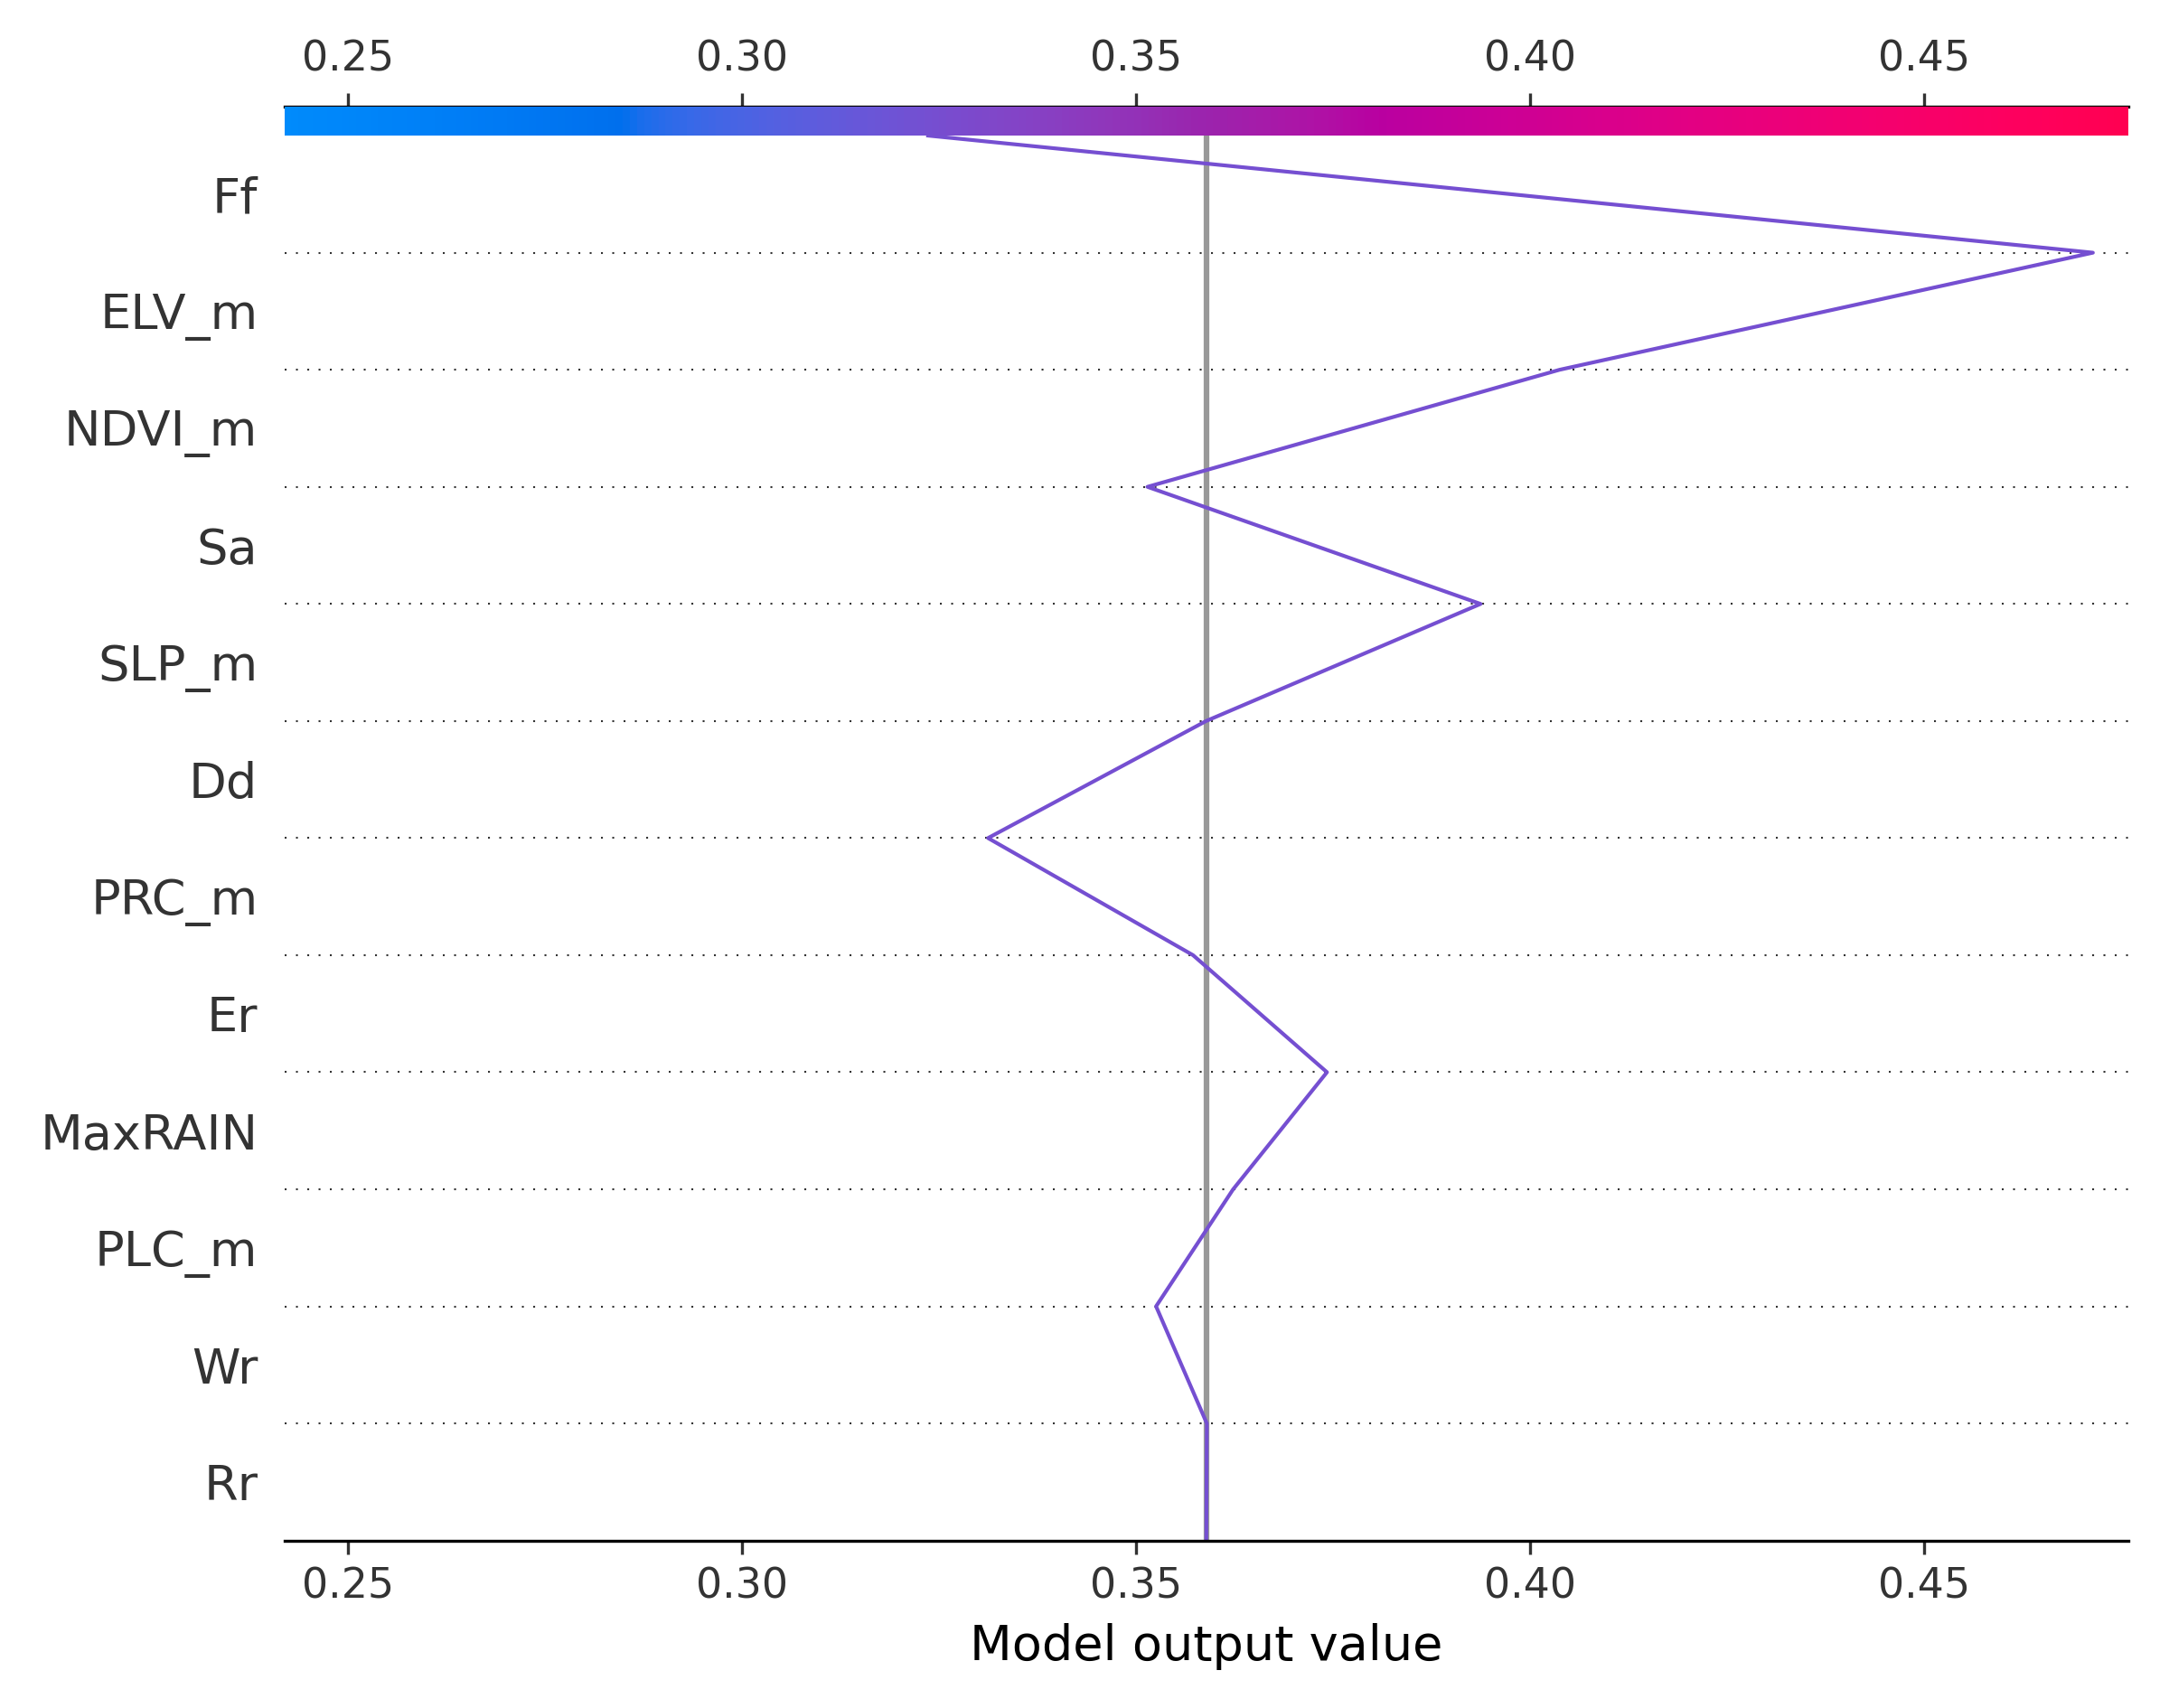 0.25 0.30 0.35 0.40 0.45
Ff
ELV_m
NDVI_m
Sa
SLP_m
Dd
PRC_m
Er
MaxRAIN
PLC_m
Wr
Rr
0.25 0.30 0.35 0.40 0.45
Model output value